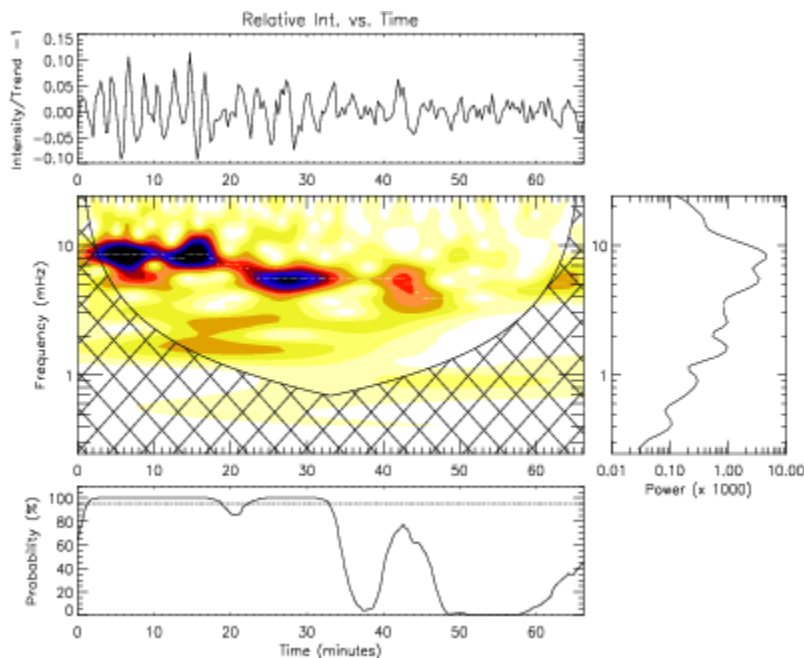 Relative Int. vs. Time
Intensity/Trend -1
0.15
0.10
0.05
0.00
-0.05
-0.10
0 10 20 30 40 50 60
Frequency (mHz)
10
1
0 10 20 30 40 50 60
10
1
0.01 0.10 1.00 10.00
Power (x 1000)
Probability (%)
100
80
60
40
20
0
0 10 20 30 40 50 60
Time (minutes)